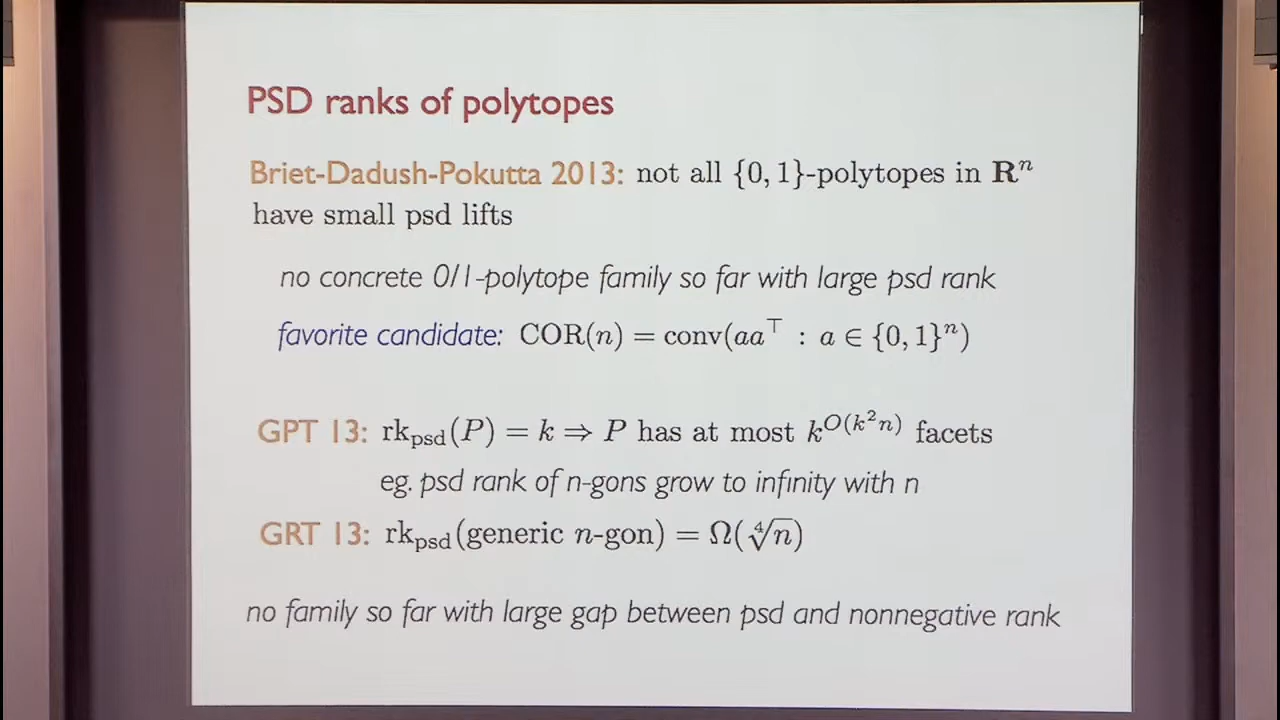 PSD ranks of polytopes
Briet-Dadush-Pokutta 2013: not all {0, 1}-polytopes in Rⁿ
have small psd lifts
no concrete 0/1-polytope family so far with large psd rank
favorite candidate: COR(n) = conv(aa^⊤ : a ∈ {0, 1}ⁿ)
GPT 13: rk_psd(P) = k ⇒ P has at most k^{O(k²n)} facets
eg. psd rank of n-gons grow to infinity with n
GRT 13: rk_psd(generic n-gon) = Ω(∜n)
no family so far with large gap between psd and nonnegative rank